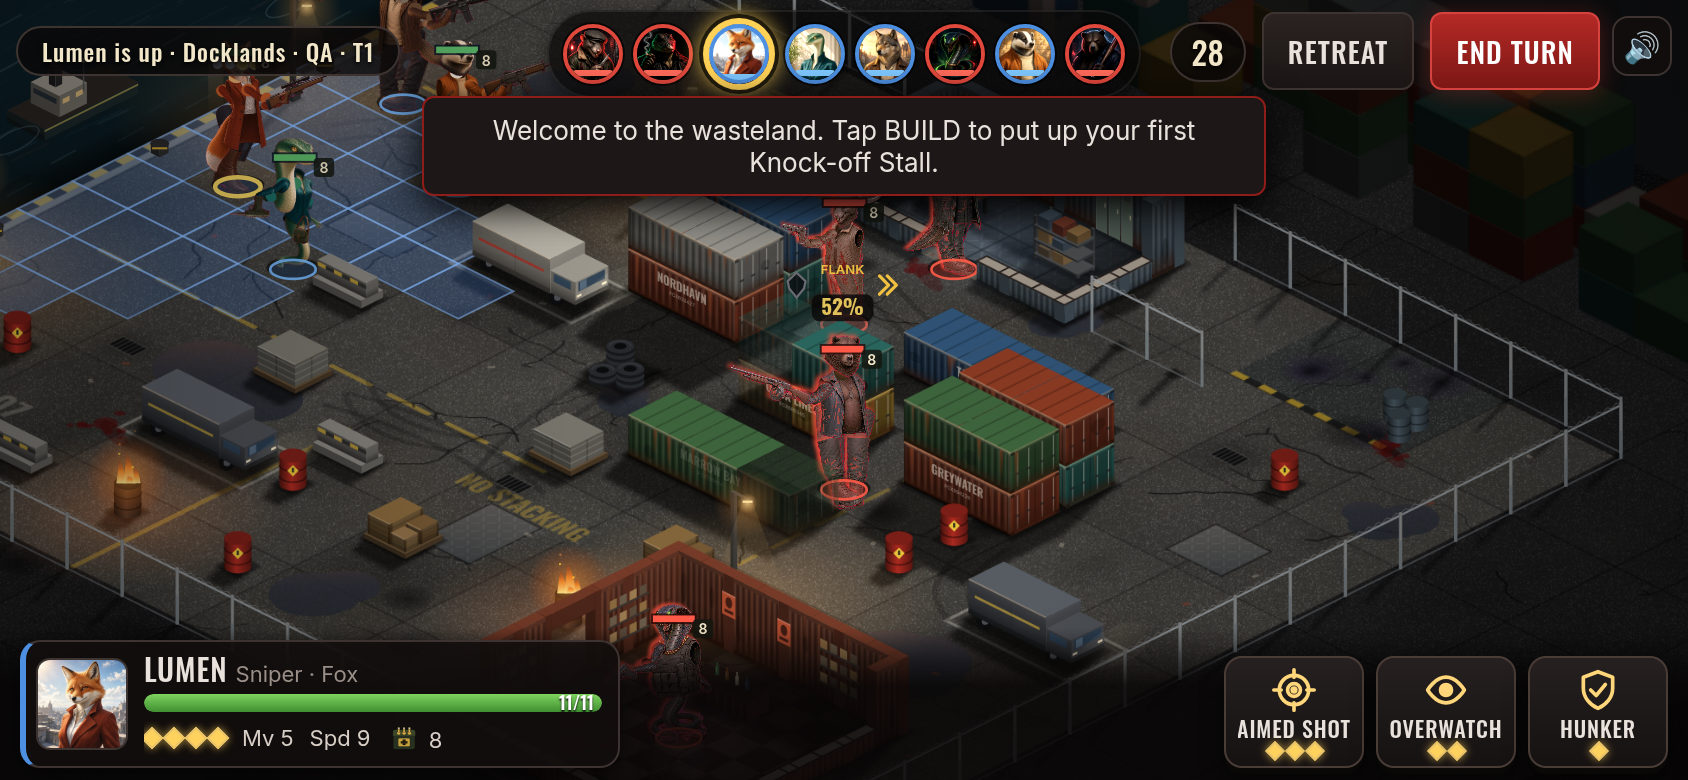 Lumen is up · Docklands · QA · T1
28
RETREAT
END TURN
Welcome to the wasteland. Tap BUILD to put up your first
Knock-off Stall.
8
8
8
NORDHAVN
FLANK
52%
8
GREYWATER
NO STACKING
07
8
LUMEN Sniper · Fox
11/11
Mv 5 Spd 9 8
AIMED SHOT
OVERWATCH
HUNKER